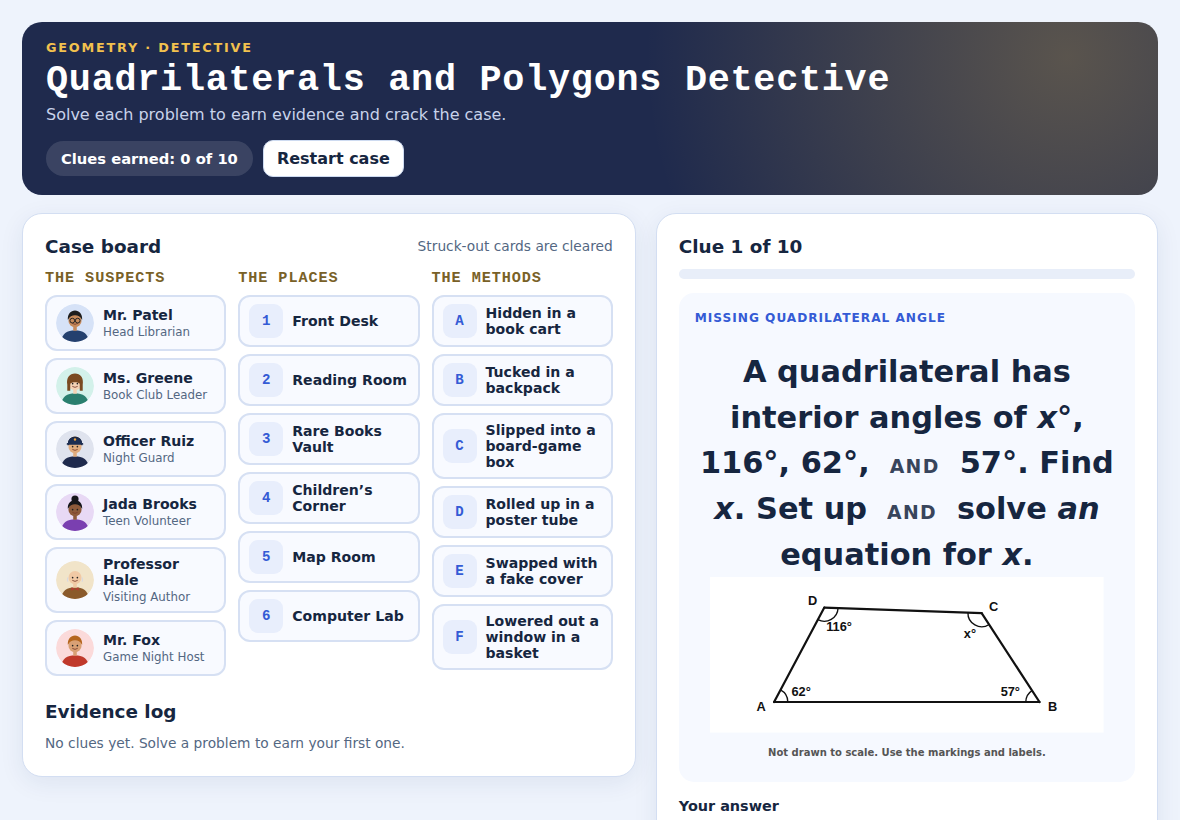 GEOMETRY · DETECTIVE
Quadrilaterals and Polygons Detective
Solve each problem to earn evidence and crack the case.
Clues earned: 0 of 10
Restart case
Case board
Struck-out cards are cleared
THE SUSPECTS
Mr. Patel
Head Librarian
Ms. Greene
Book Club Leader
Officer Ruiz
Night Guard
Jada Brooks
Teen Volunteer
Professor
Hale
Visiting Author
Mr. Fox
Game Night Host
THE PLACES
1 Front Desk
2 Reading Room
3 Rare Books
Vault
4 Children’s
Corner
5 Map Room
6 Computer Lab
THE METHODS
A Hidden in a
book cart
B Tucked in a
backpack
C Slipped into a
board-game
box
D Rolled up in a
poster tube
E Swapped with
a fake cover
F Lowered out a
window in a
basket
Evidence log
No clues yet. Solve a problem to earn your first one.
Clue 1 of 10
MISSING QUADRILATERAL ANGLE
A quadrilateral has
interior angles of x°,
116°, 62°, AND 57°. Find
x. Set up AND solve an
equation for x.
D
C
116°
x°
62°
57°
A
B
Not drawn to scale. Use the markings and labels.
Your answer